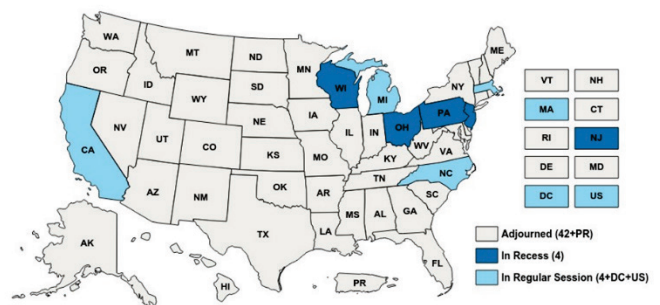 WA
ME
MT
ND
MN
VT
NH
OR
ID
SD
WI
MI
NY
MA
CT
WY
IA
PA
RI
NJ
NE
NV
UT
IL
IN
OH
CO
WV
VA
DE
MD
CA
KS
MO
KY
NC
DC
US
TN
AZ
NM
OK
AR
SC
MS
AL
GA
Adjourned (42+PR)
TX
LA
In Recess (4)
AK
FL
In Regular Session (4+DC+US)
HI
PR